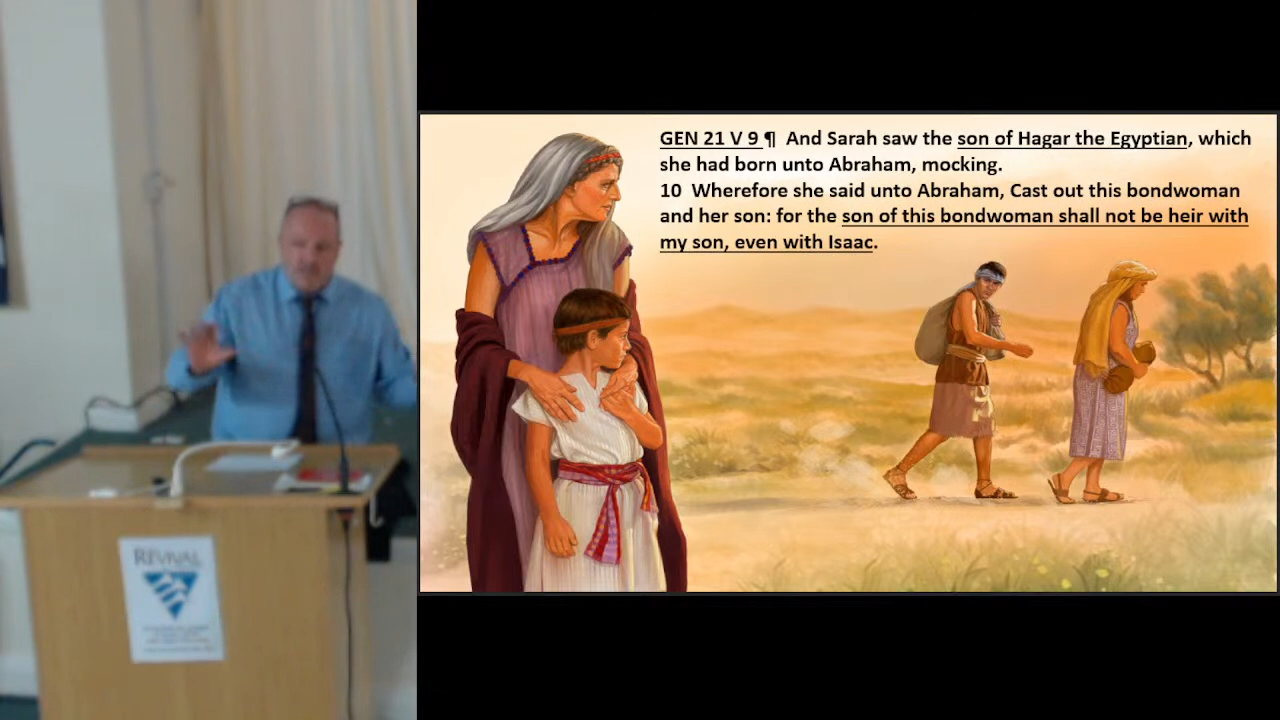 GEN 21 V 9 ¶ And Sarah saw the son of Hagar the Egyptian, which
she had born unto Abraham, mocking.
10 Wherefore she said unto Abraham, Cast out this bondwoman
and her son: for the son of this bondwoman shall not be heir with
my son, even with Isaac.
REVIVAL